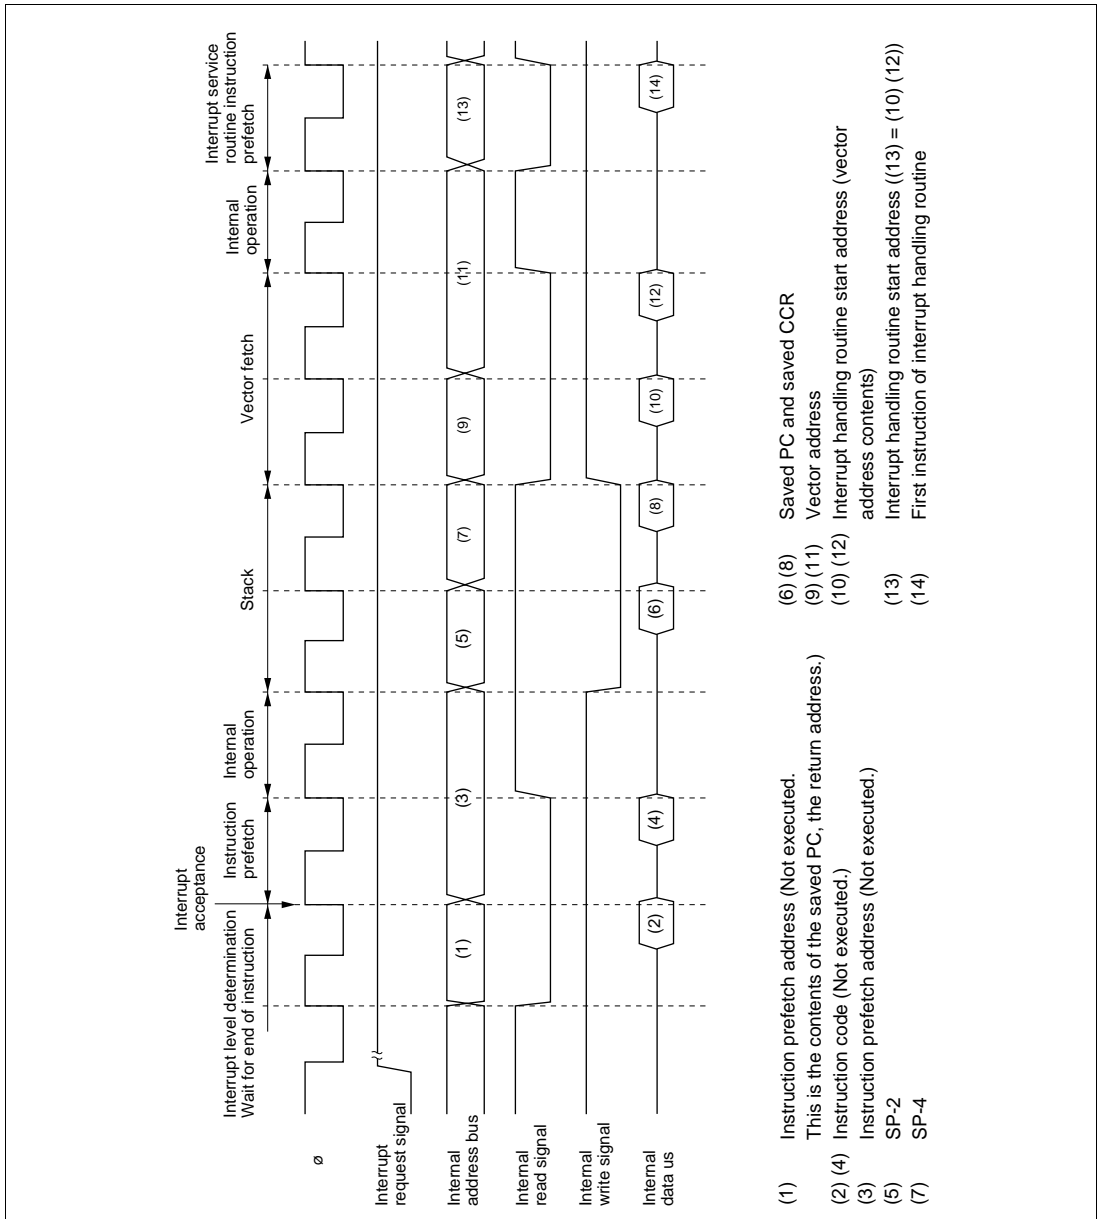 Interrupt level determination
Wait for end of instruction
Interrupt
acceptance
Instruction
prefetch
Internal
operation
Stack
Vector fetch
Internal
operation
Interrupt service
routine instruction
prefetch
ø
Interrupt
request signal
Internal
address bus
(1)
(3)
(5)
(7)
(9)
(11)
(13)
Internal
read signal
Internal
write signal
Internal
data us
(2)
(4)
(6)
(8)
(10)
(12)
(14)
(1) Instruction prefetch address (Not executed.
This is the contents of the saved PC, the return address.)
(2) (4) Instruction code (Not executed.)
(3) Instruction prefetch address (Not executed.)
(5) SP-2
(7) SP-4
(6) (8) Saved PC and saved CCR
(9) (11) Vector address
(10) (12) Interrupt handling routine start address (vector
address contents)
(13) Interrupt handling routine start address ((13) = (10) (12))
(14) First instruction of interrupt handling routine